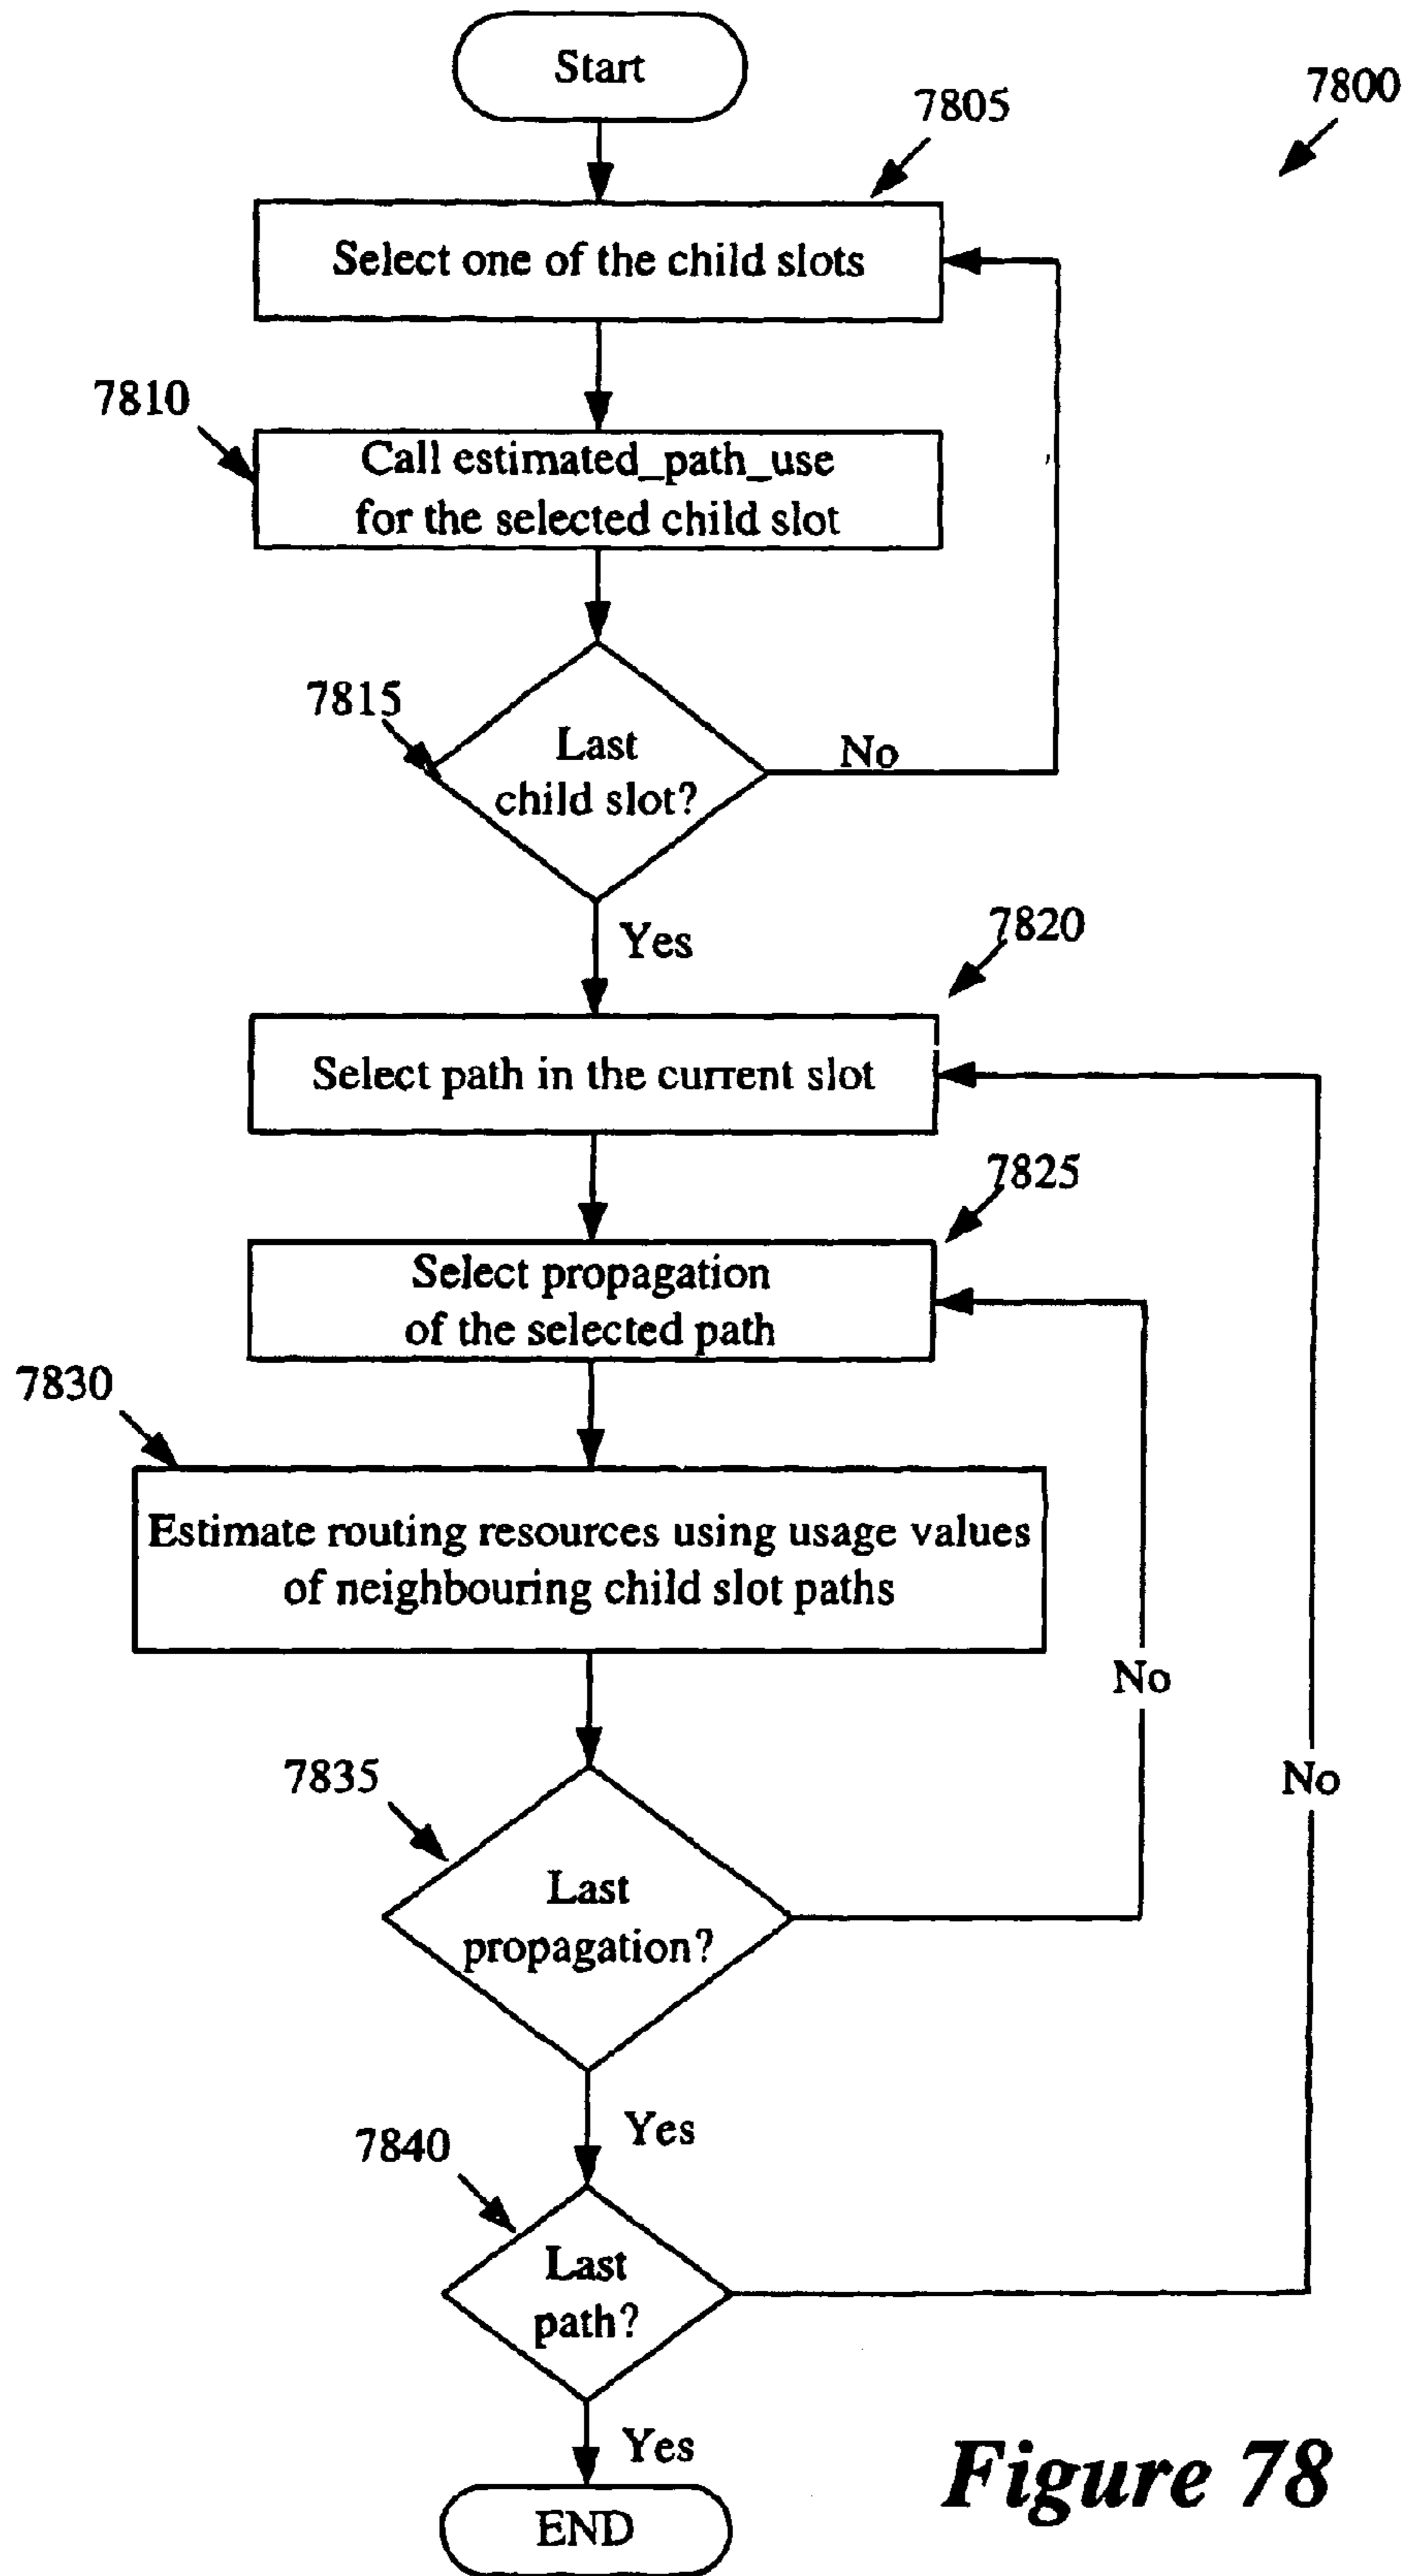 Start
7805
7800
Select one of the child slots
7810
Call estimated_path_use
for the selected child slot
7815
Last
child slot?
No
Yes
7820
Select path in the current slot
7825
Select propagation
of the selected path
7830
Estimate routing resources using usage values
of neighbouring child slot paths
No
7835
No
Last
propagation?
Yes
7840
Last
path?
Yes
END
Figure 78